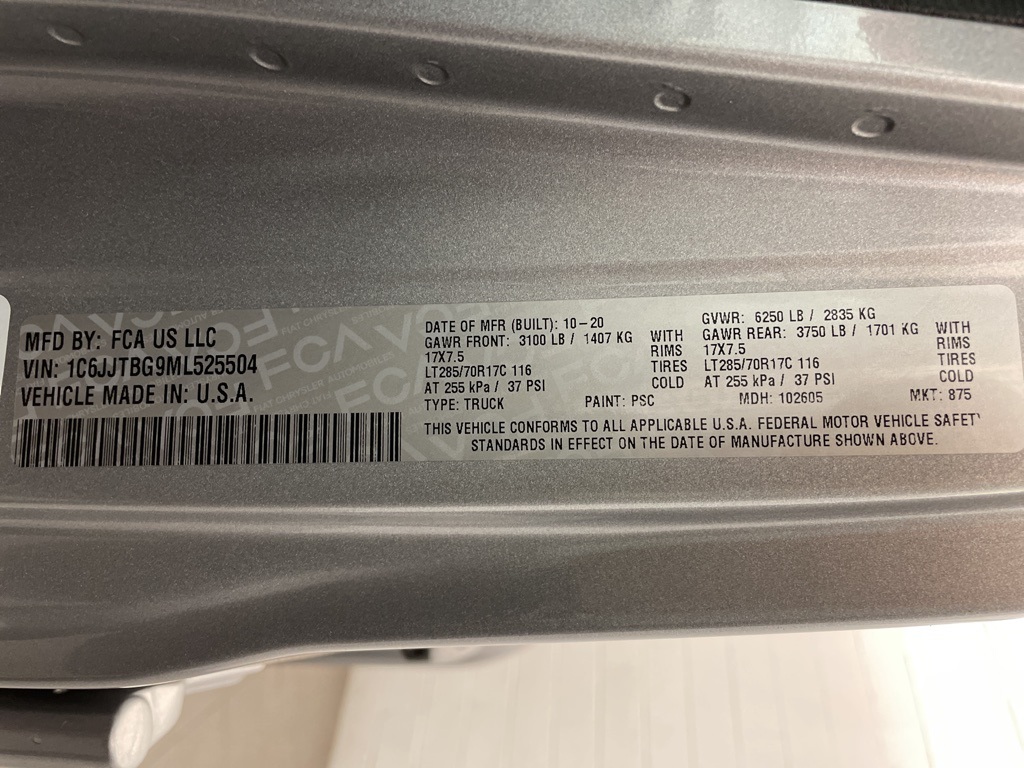 MFD BY: FCA US LLC
VIN: 1C6JJTBG9ML525504
VEHICLE MADE IN: U.S.A.
DATE OF MFR (BUILT): 10-20
GAWR FRONT: 3100 LB / 1407 KG WITH
17X7.5 RIMS
LT285/70R17C 116 TIRES
AT 255 kPa / 37 PSI COLD
GVWR: 6250 LB / 2835 KG
GAWR REAR: 3750 LB / 1701 KG WITH
17X7.5 RIMS
LT285/70R17C 116 TIRES
AT 255 kPa / 37 PSI COLD
TYPE: TRUCK PAINT: PSC MDH: 102605 MKT: 875
THIS VEHICLE CONFORMS TO ALL APPLICABLE U.S.A. FEDERAL MOTOR VEHICLE SAFETY
STANDARDS IN EFFECT ON THE DATE OF MANUFACTURE SHOWN ABOVE.